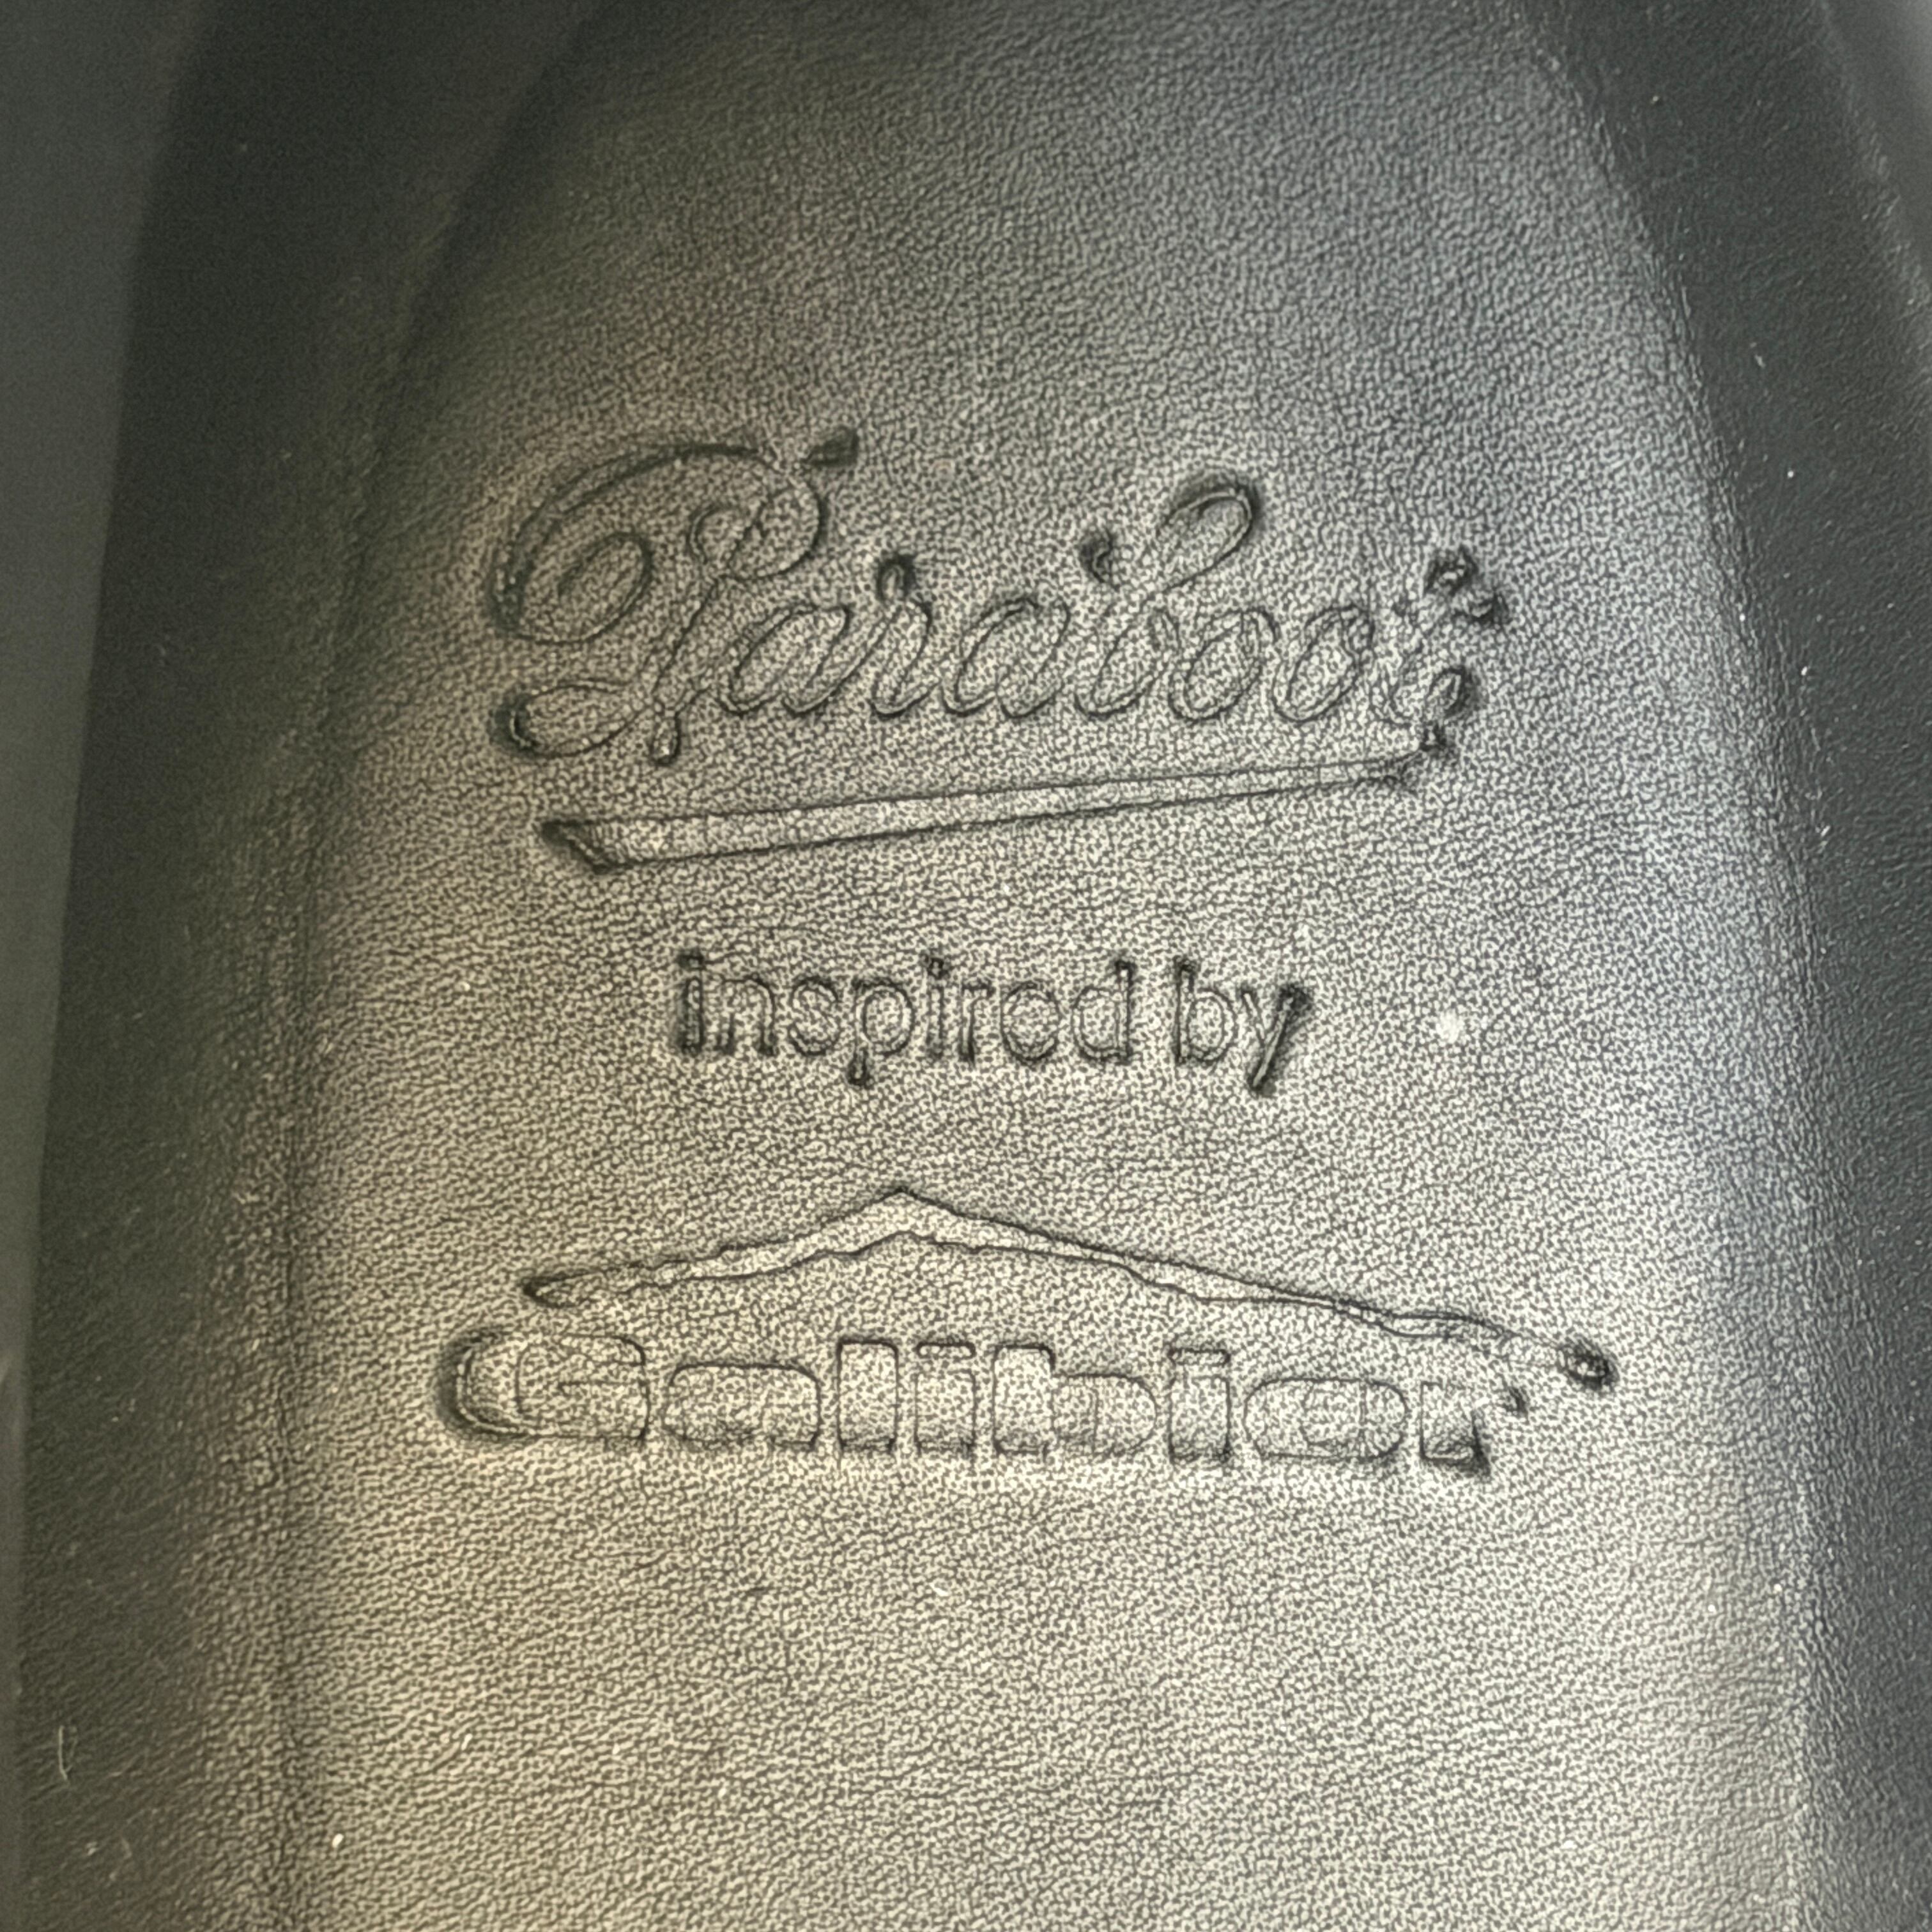 Paraboot
inspired by
Galibier